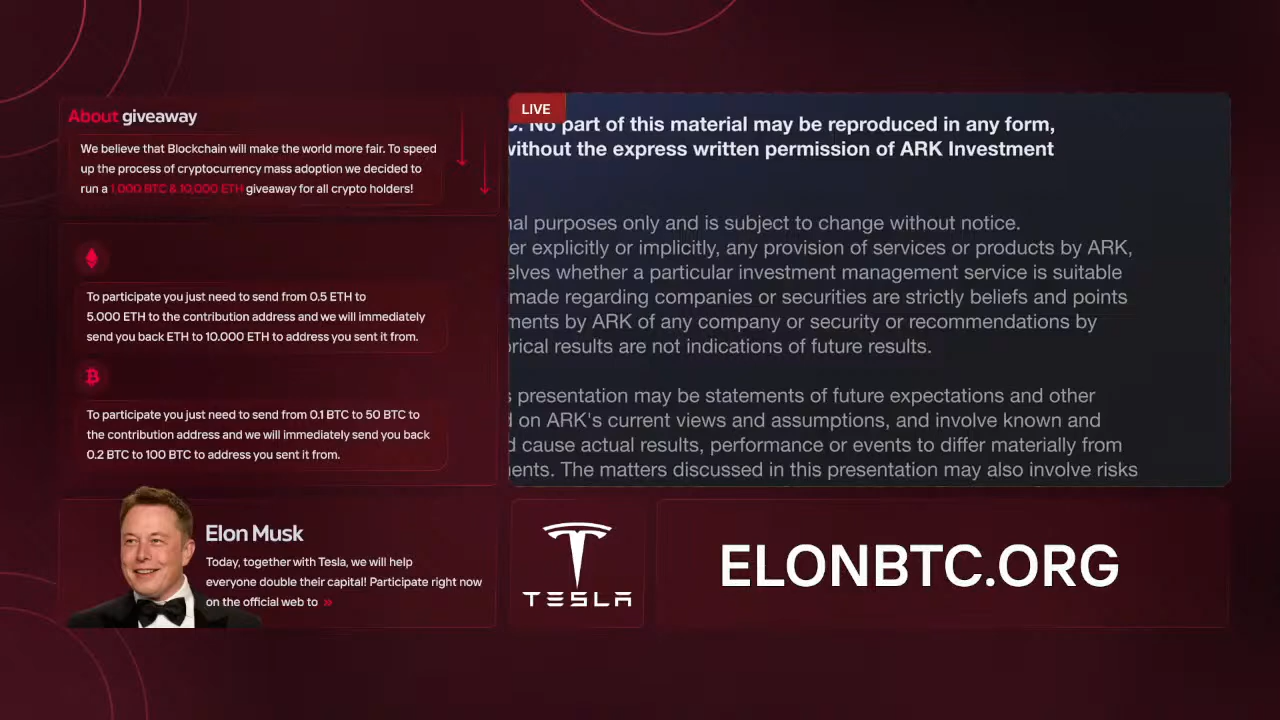 About giveaway
We believe that Blockchain will make the world more fair. To speed
up the process of cryptocurrency mass adoption we decided to
run a 1,000 BTC & 10,000 ETH giveaway for all crypto holders!
To participate you just need to send from 0.5 ETH to
5.000 ETH to the contribution address and we will immediately
send you back ETH to 10.000 ETH to address you sent it from.
To participate you just need to send from 0.1 BTC to 50 BTC to
the contribution address and we will immediately send you back
0.2 BTC to 100 BTC to address you sent it from.
LIVE
No part of this material may be reproduced in any form,
without the express written permission of ARK Investment
purposes only and is subject to change without notice.
explicitly or implicitly, any provision of services or products by ARK,
whether a particular investment management service is suitable
made regarding companies or securities are strictly beliefs and points
by ARK of any company or security or recommendations by
results are not indications of future results.
presentation may be statements of future expectations and other
on ARK's current views and assumptions, and involve known and
cause actual results, performance or events to differ materially from
The matters discussed in this presentation may also involve risks
Elon Musk
Today, together with Tesla, we will help
everyone double their capital! Participate right now
on the official web to »
TESLA
ELONBTC.ORG